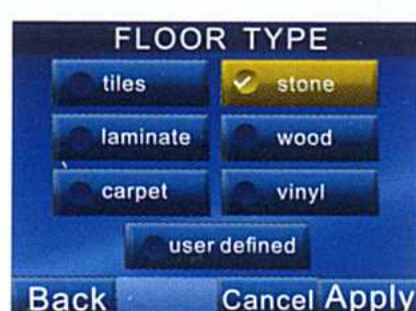 FLOOR TYPE
tiles stone
laminate wood
carpet vinyl
user defined
Back Cancel Apply